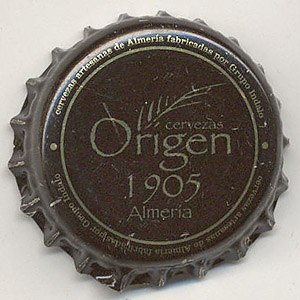 cervezas artesanas de Almería fabricadas por Grupo Indalo
cervezas
Origen
1905
Almería
cervezas artesanas de Almería fabricadas por Grupo Indalo